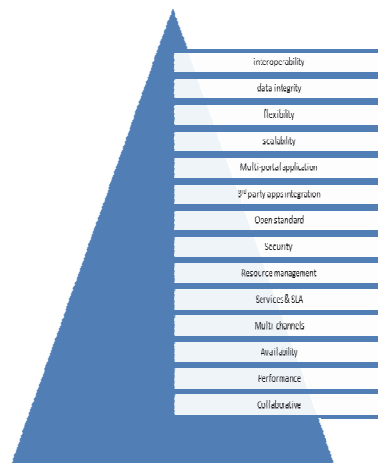 interoperability
data integrity
flexibility
scalability
Multi-portal application
3rd party apps integration
Open standard
Security
Resource management
Services & SLA
Multi channels
Availability
Performance
Collaborative